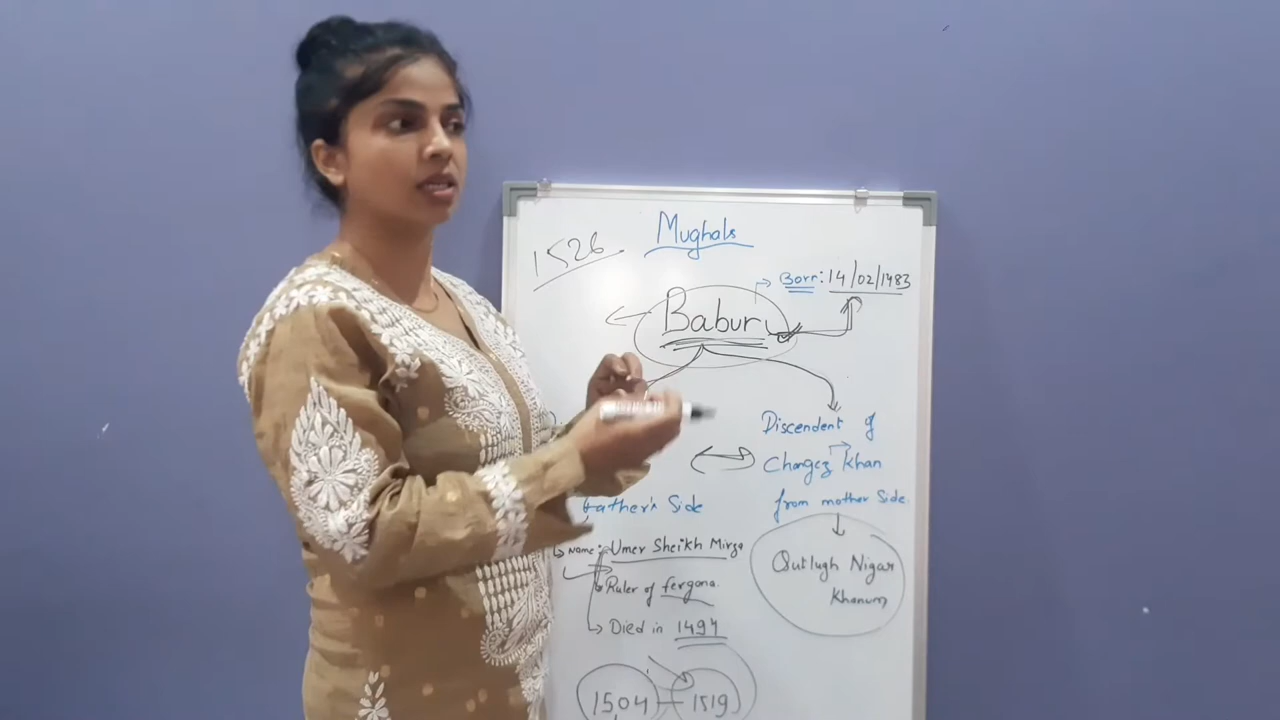 Mughals
1526
Born: 14/02/1483
Babur
Discendent of
Changez Khan
from mother Side.
father's Side
Name: Umer Sheikh Mirza
Ruler of fergana.
Died in 1494
Qutlugh Nigar
Khanum
1504 1519